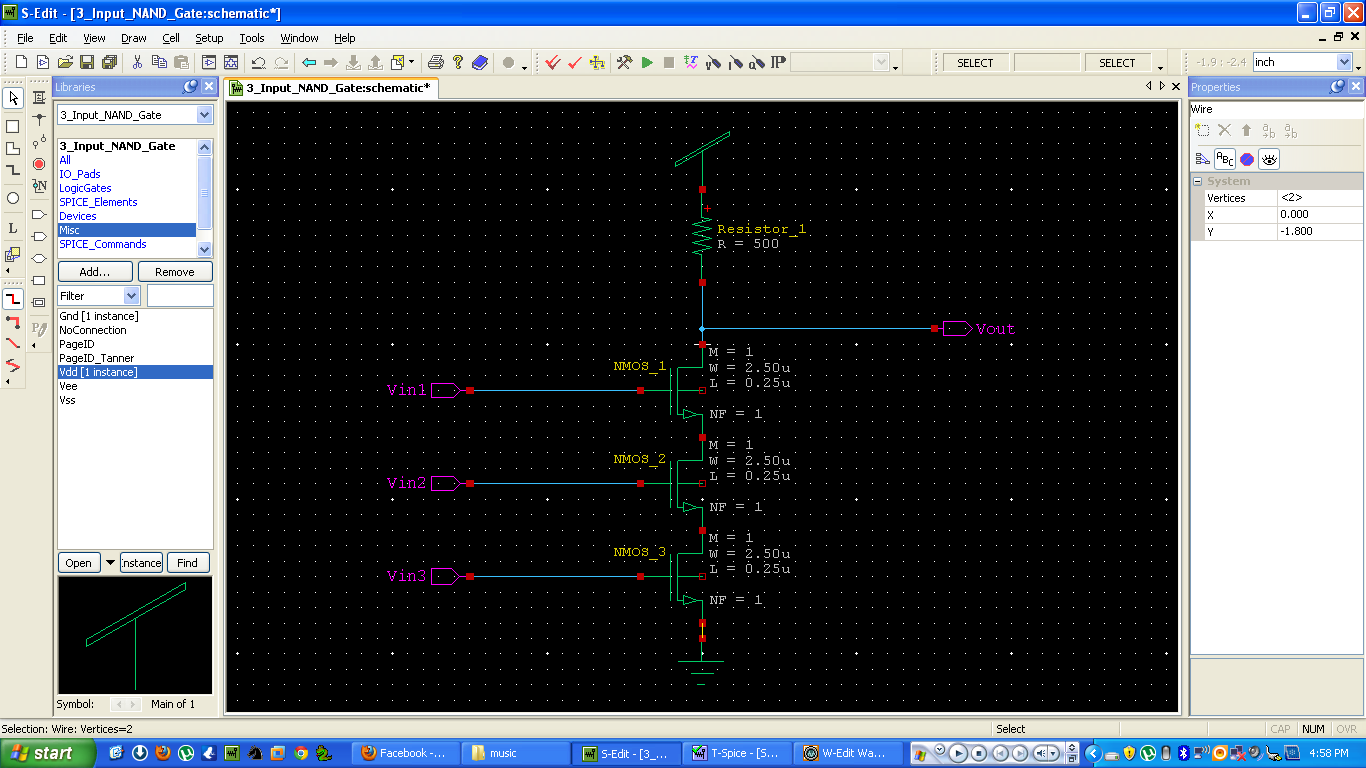 S-Edit - [3_Input_NAND_Gate:schematic*]
File Edit View Draw Cell Setup Tools Window Help
SELECT SELECT -1.9 : -2.4 inch
Libraries
3_Input_NAND_Gate
3_Input_NAND_Gate
All
IO_Pads
LogicGates
SPICE_Elements
Devices
Misc
SPICE_Commands
Add... Remove
Filter
Gnd [1 instance]
NoConnection
PageID
PageID_Tanner
Vdd [1 instance]
Vee
Vss
Open Instance Find
Symbol: Main of 1
3_Input_NAND_Gate:schematic*
Resistor_1
R = 500
Vout
NMOS_1
M = 1
W = 2.50u
L = 0.25u
Vin1
NF = 1
NMOS_2
M = 1
W = 2.50u
L = 0.25u
Vin2
NF = 1
NMOS_3
M = 1
W = 2.50u
L = 0.25u
Vin3
NF = 1
Properties
Wire
System
Vertices <2>
X 0.000
Y -1.800
Selection: Wire: Vertices=2 Select CAP NUM OVR
start Facebook -... music S-Edit - [3_... T-Spice - [S... W-Edit Wa... 4:58 PM